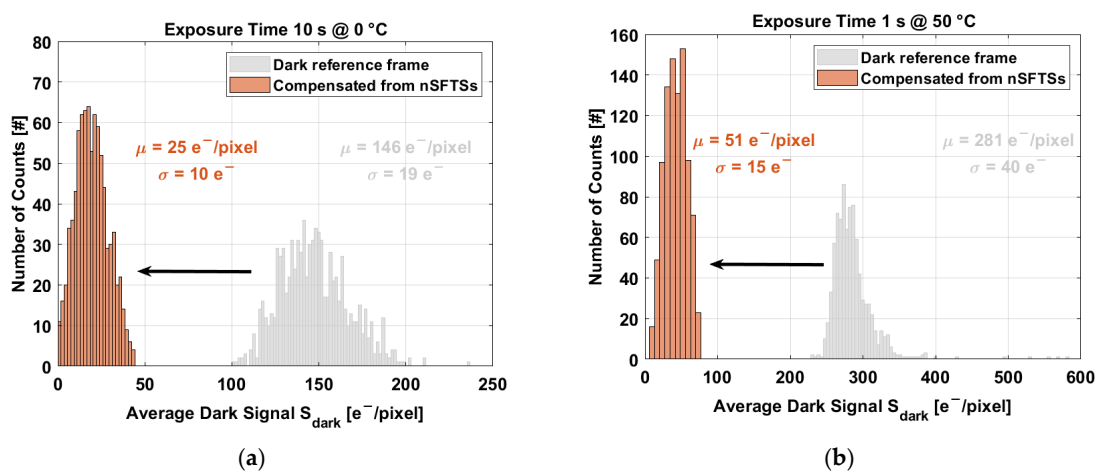 Exposure Time 10 s @ 0 °C
80
70
60
50
40
30
20
10
0
Number of Counts [#]
Dark reference frame
Compensated from nSFTSs
μ = 25 e⁻/pixel
σ = 10 e⁻
μ = 146 e⁻/pixel
σ = 19 e⁻
0 50 100 150 200 250
Average Dark Signal S_dark [e⁻/pixel]
(a)
Exposure Time 1 s @ 50 °C
160
140
120
100
80
60
40
20
0
Number of Counts [#]
Dark reference frame
Compensated from nSFTSs
μ = 51 e⁻/pixel
σ = 15 e⁻
μ = 281 e⁻/pixel
σ = 40 e⁻
0 100 200 300 400 500 600
Average Dark Signal S_dark [e⁻/pixel]
(b)